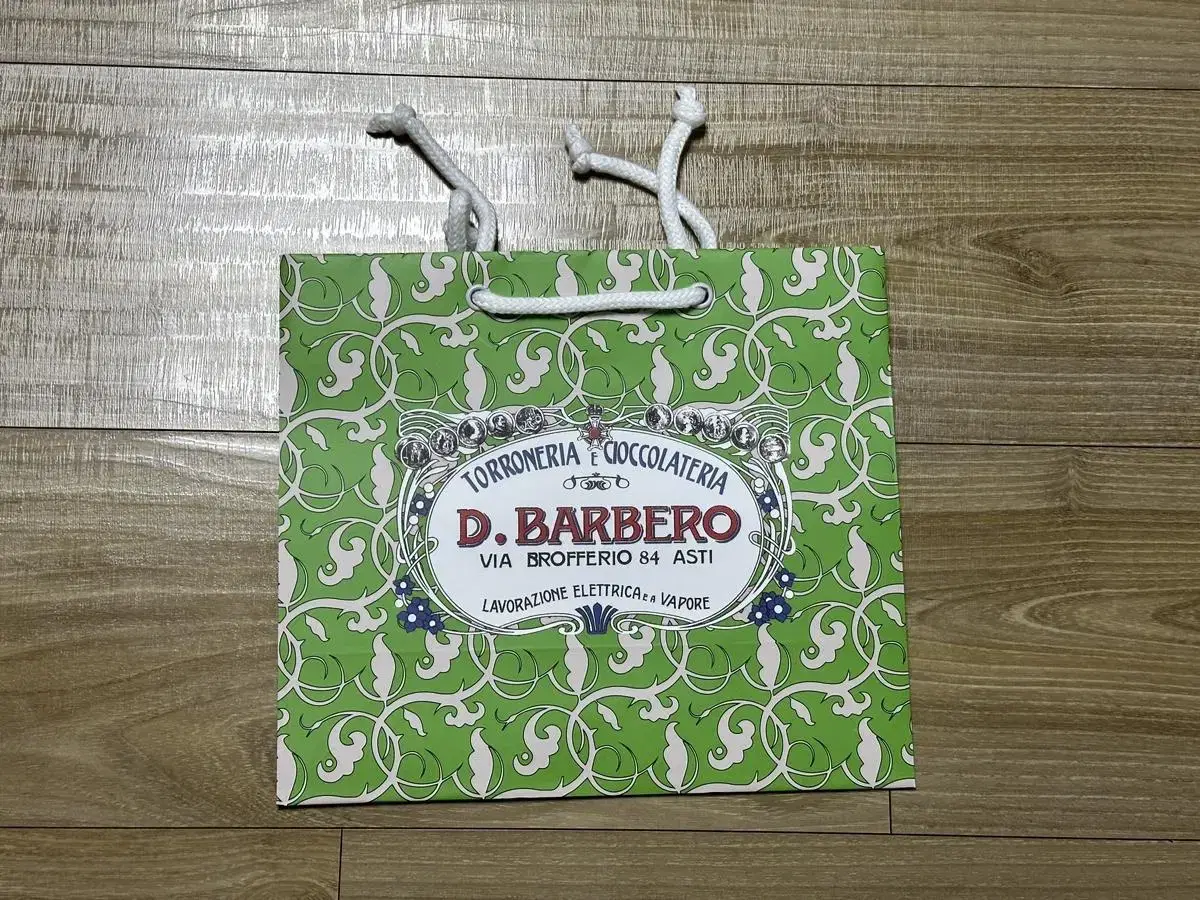 TORRONERIA E CIOCCOLATERIA
D. BARBERO
VIA BROFFERIO 84 ASTI
LAVORAZIONE ELETTRICA E A VAPORE